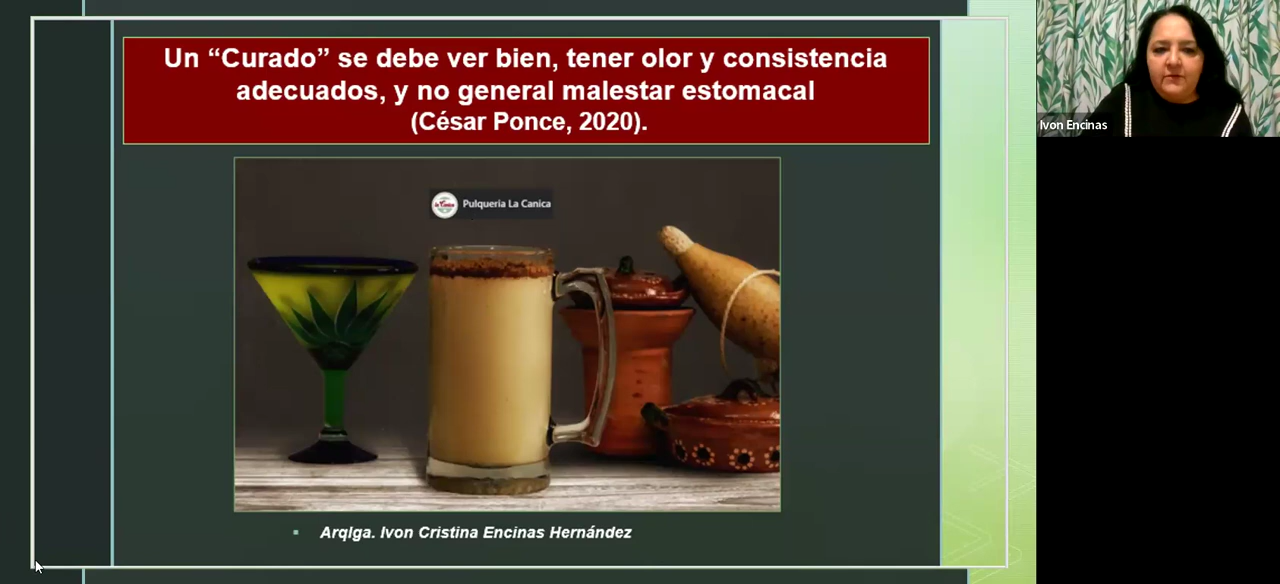 Un “Curado” se debe ver bien, tener olor y consistencia
adecuados, y no general malestar estomacal
(César Ponce, 2020).
Pulqueria La Canica
Arqlga. Ivon Cristina Encinas Hernández
Ivon Encinas